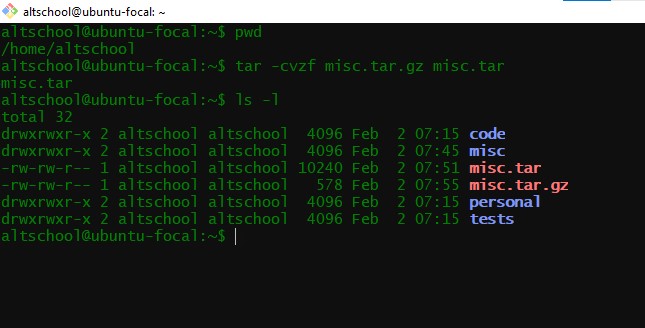 altschool@ubuntu-focal: ~
altschool@ubuntu-focal:~$ pwd
/home/altschool
altschool@ubuntu-focal:~$ tar -cvzf misc.tar.gz misc.tar
misc.tar
altschool@ubuntu-focal:~$ ls -l
total 32
drwxrwxr-x 2 altschool altschool  4096 Feb  2 07:15 code
drwxrwxr-x 2 altschool altschool  4096 Feb  2 07:45 misc
-rw-rw-r-- 1 altschool altschool 10240 Feb  2 07:51 misc.tar
-rw-rw-r-- 1 altschool altschool   578 Feb  2 07:55 misc.tar.gz
drwxrwxr-x 2 altschool altschool  4096 Feb  2 07:15 personal
drwxrwxr-x 2 altschool altschool  4096 Feb  2 07:15 tests
altschool@ubuntu-focal:~$